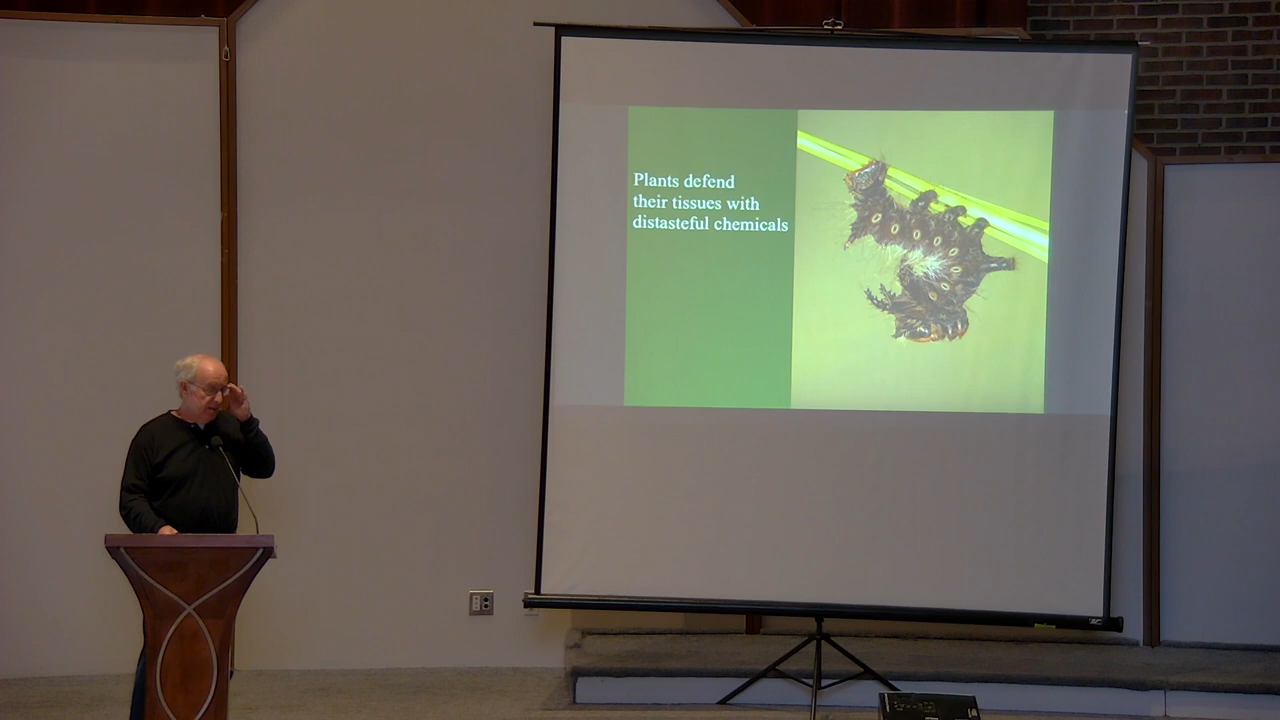 Plants defend
their tissues with
distasteful chemicals